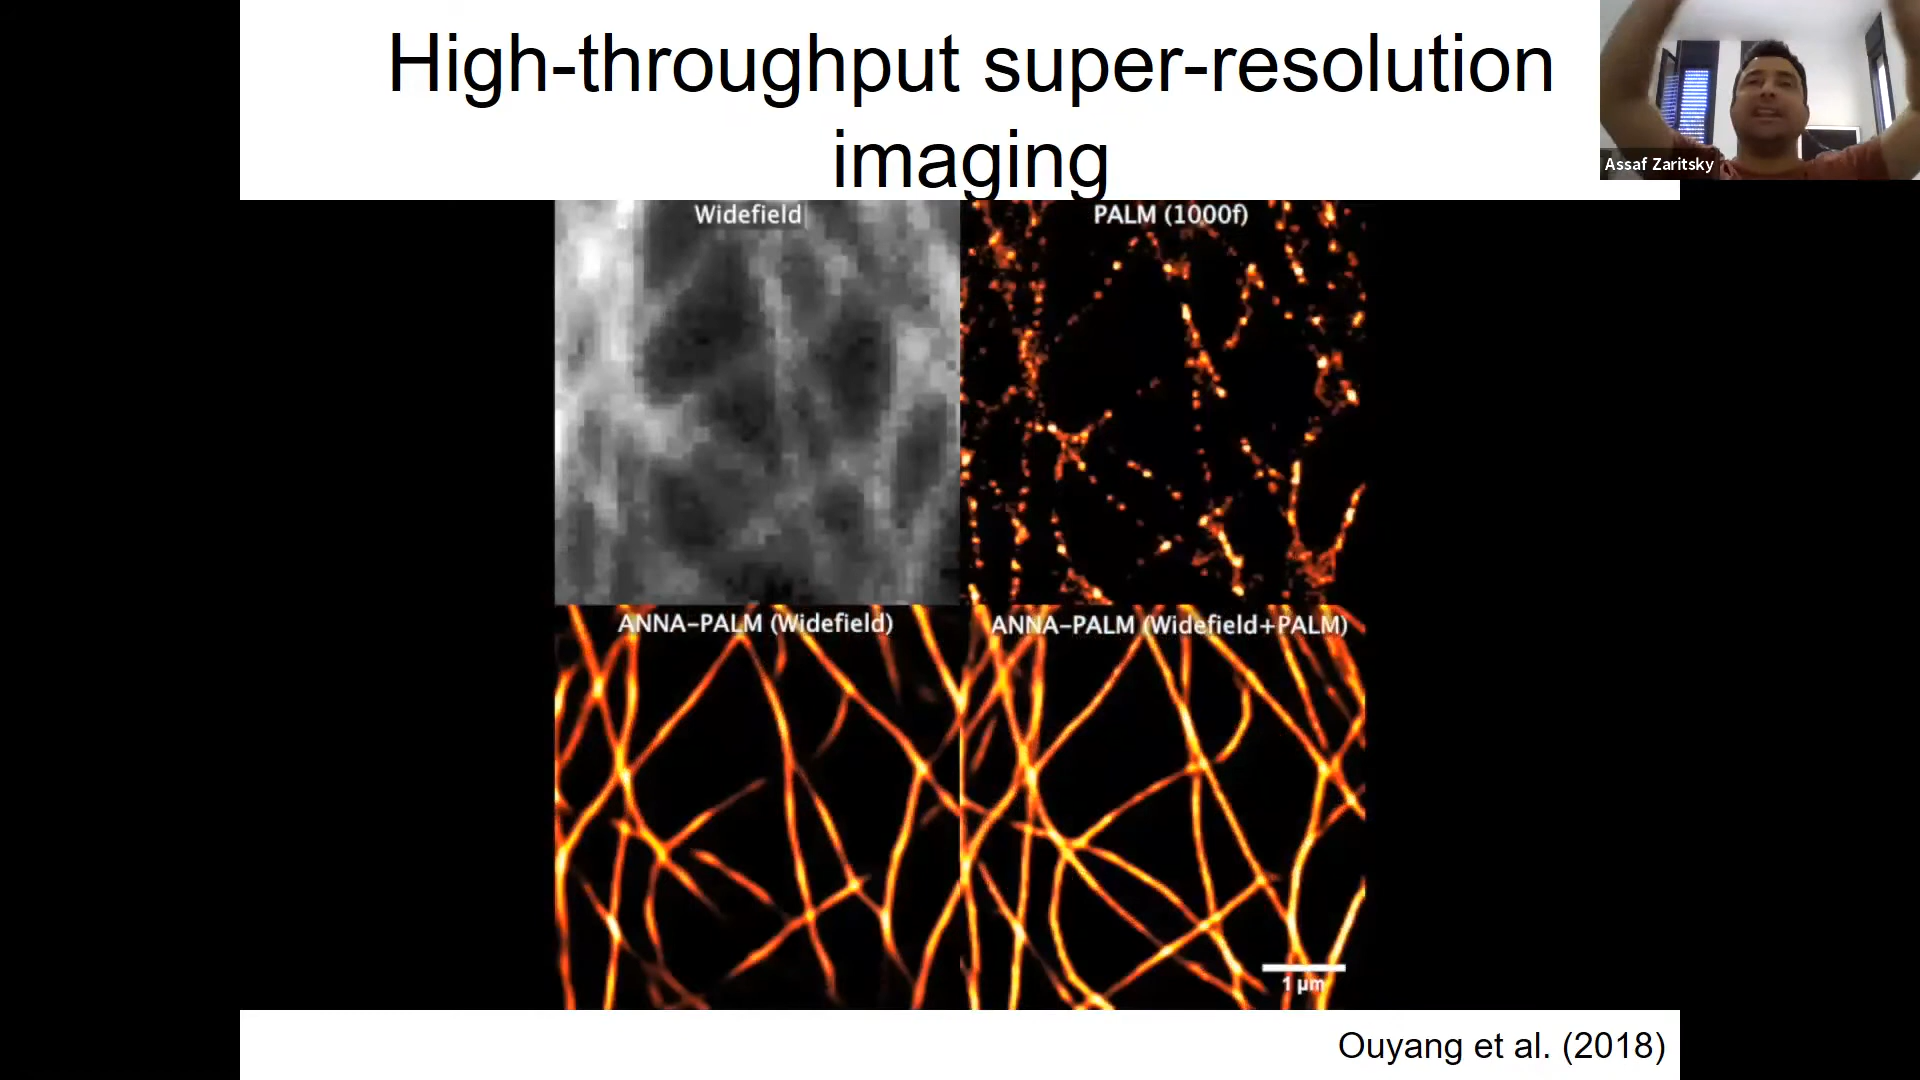 High-throughput super-resolution
imaging
Assaf Zaritsky
Widefield
PALM (1000f)
ANNA-PALM (Widefield)
ANNA-PALM (Widefield+PALM)
1 µm
Ouyang et al. (2018)